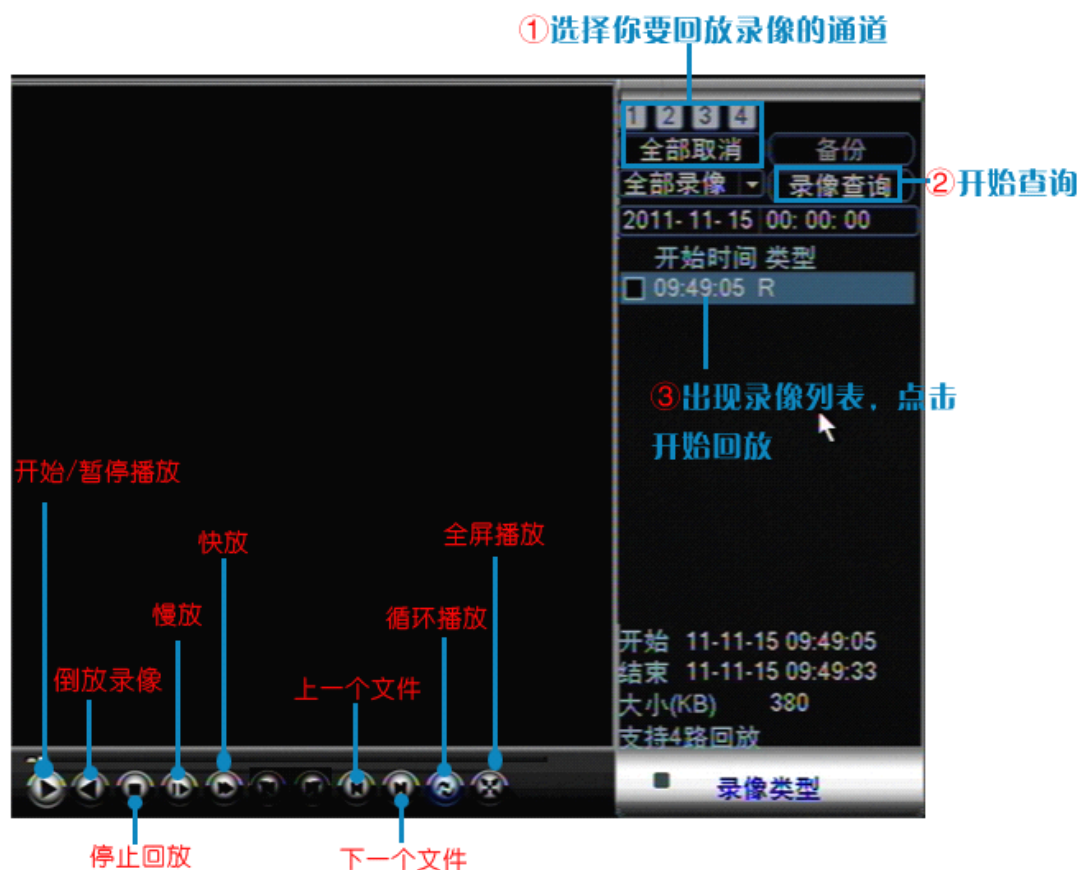 ①选择你要回放录像的通道
1 2 3 4
全部取消 备份
全部录像 录像查询
②开始查询
2011-11-15 00:00:00
开始时间 类型
09:49:05 R
③出现录像列表，点击
开始回放
开始/暂停播放
快放
全屏播放
慢放
循环播放
倒放录像
上一个文件
开始 11-11-15 09:49:05
结束 11-11-15 09:49:33
大小(KB) 380
支持4路回放
录像类型
停止回放
下一个文件